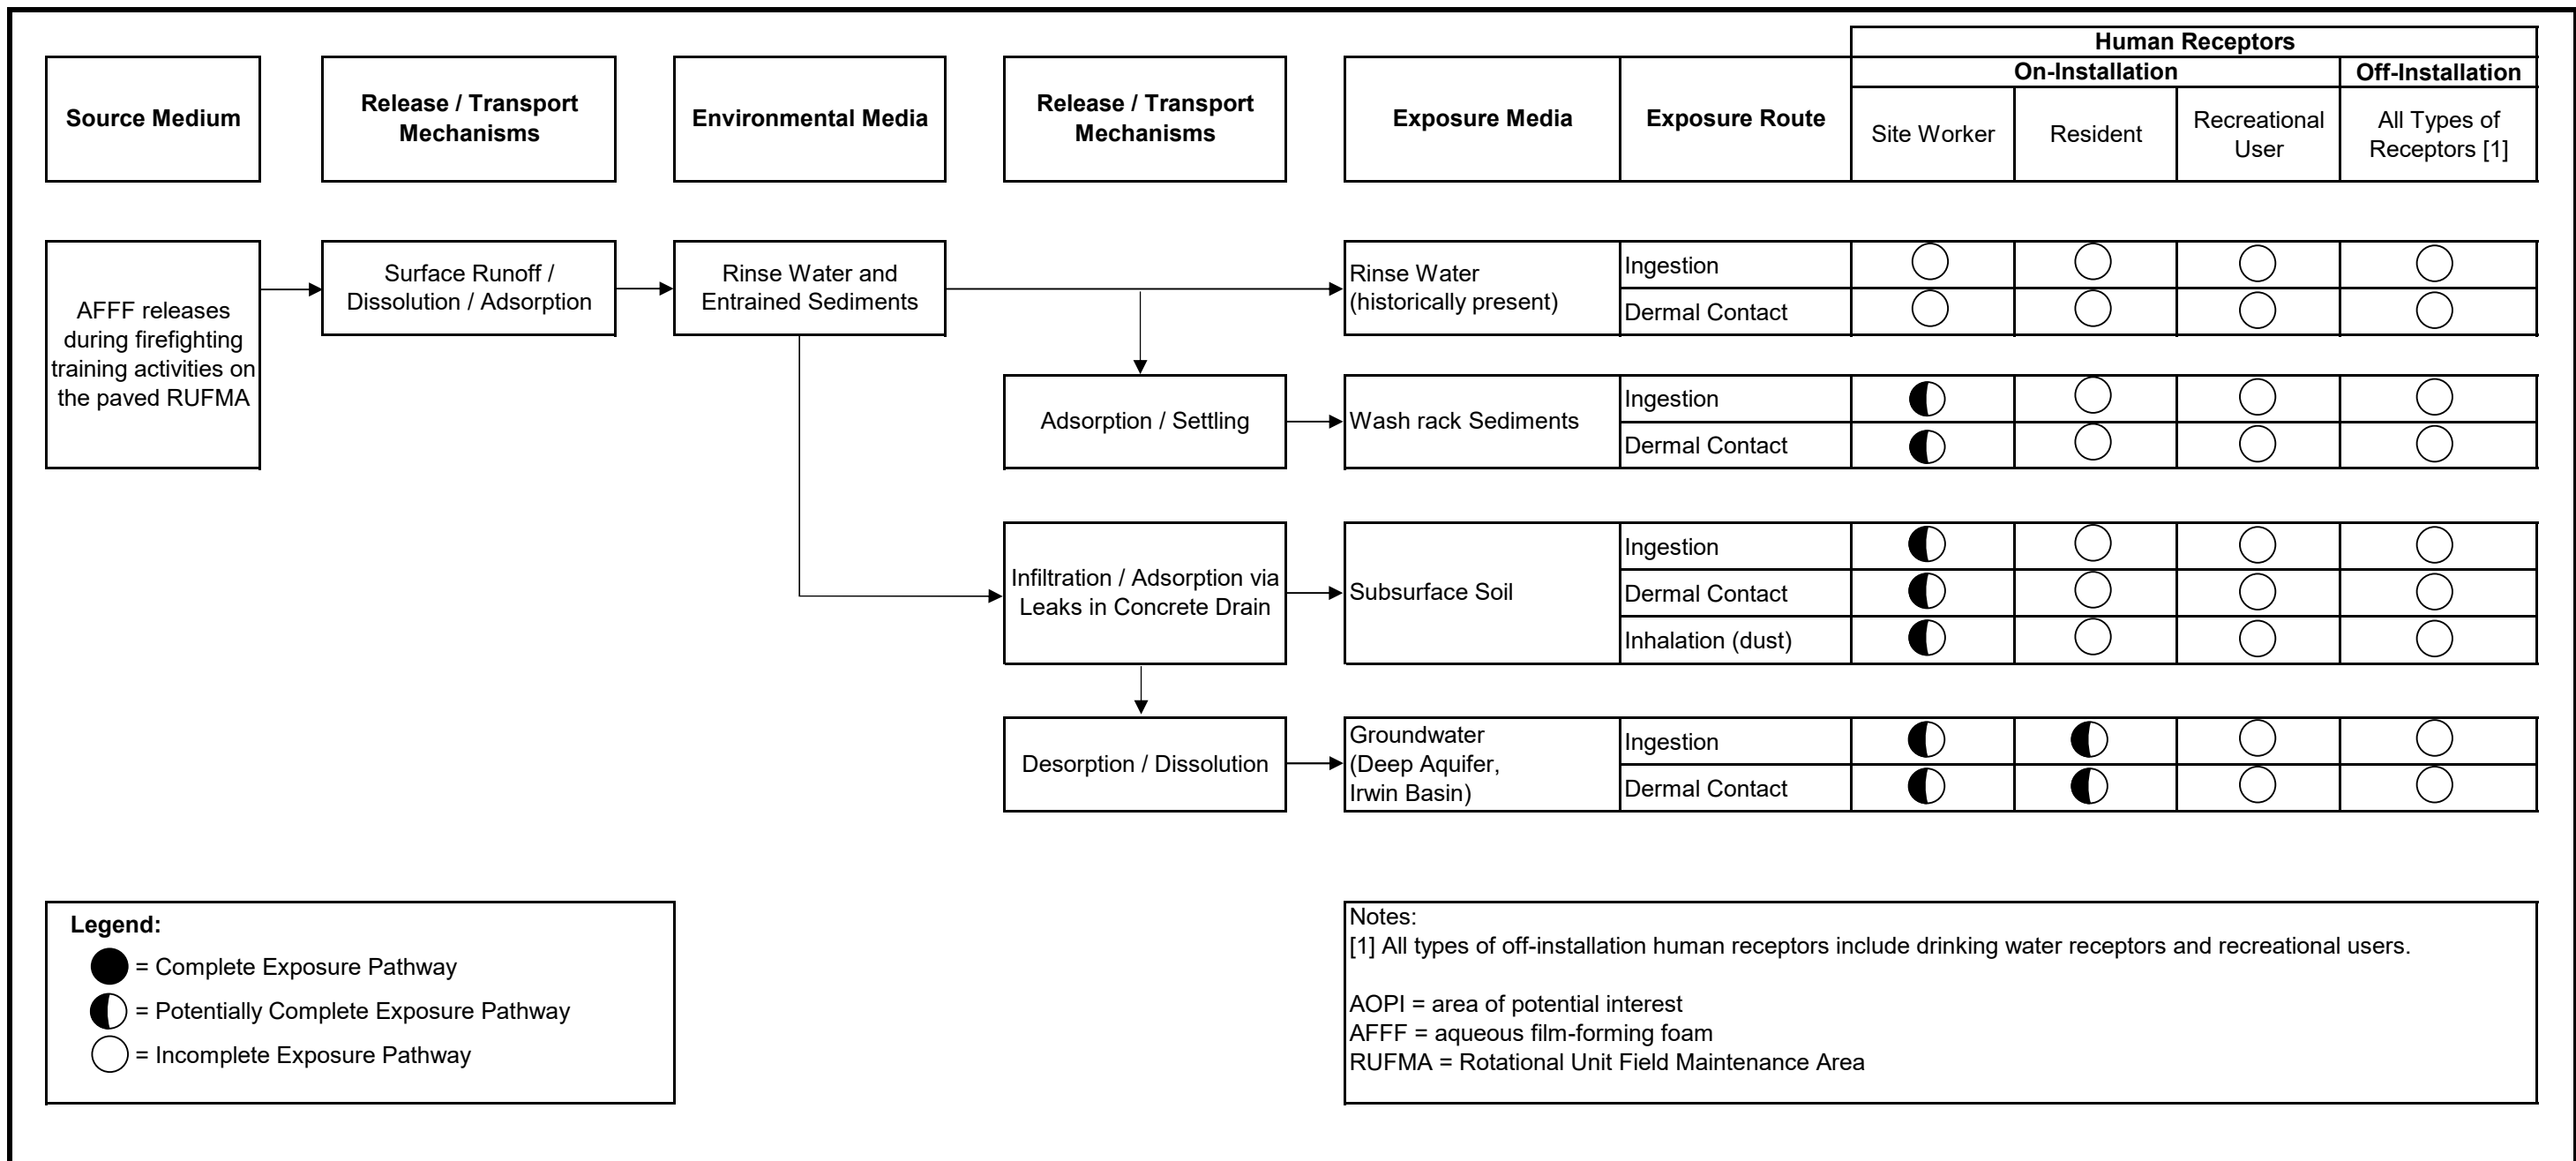 Human Receptors
On-Installation
Off-Installation
Source Medium
Release / Transport
Mechanisms
Environmental Media
Release / Transport
Mechanisms
Exposure Media
Exposure Route
Site Worker
Resident
Recreational
User
All Types of
Receptors [1]
AFFF releases
during firefighting
training activities on
the paved RUFMA
Surface Runoff /
Dissolution / Adsorption
Rinse Water and
Entrained Sediments
Rinse Water
(historically present)
Ingestion
Dermal Contact
Adsorption / Settling
Wash rack Sediments
Ingestion
Dermal Contact
Infiltration / Adsorption via
Leaks in Concrete Drain
Subsurface Soil
Ingestion
Dermal Contact
Inhalation (dust)
Desorption / Dissolution
Groundwater
(Deep Aquifer,
Irwin Basin)
Ingestion
Dermal Contact
Legend:
= Complete Exposure Pathway
= Potentially Complete Exposure Pathway
= Incomplete Exposure Pathway
Notes:
[1] All types of off-installation human receptors include drinking water receptors and recreational users.
AOPI = area of potential interest
AFFF = aqueous film-forming foam
RUFMA = Rotational Unit Field Maintenance Area